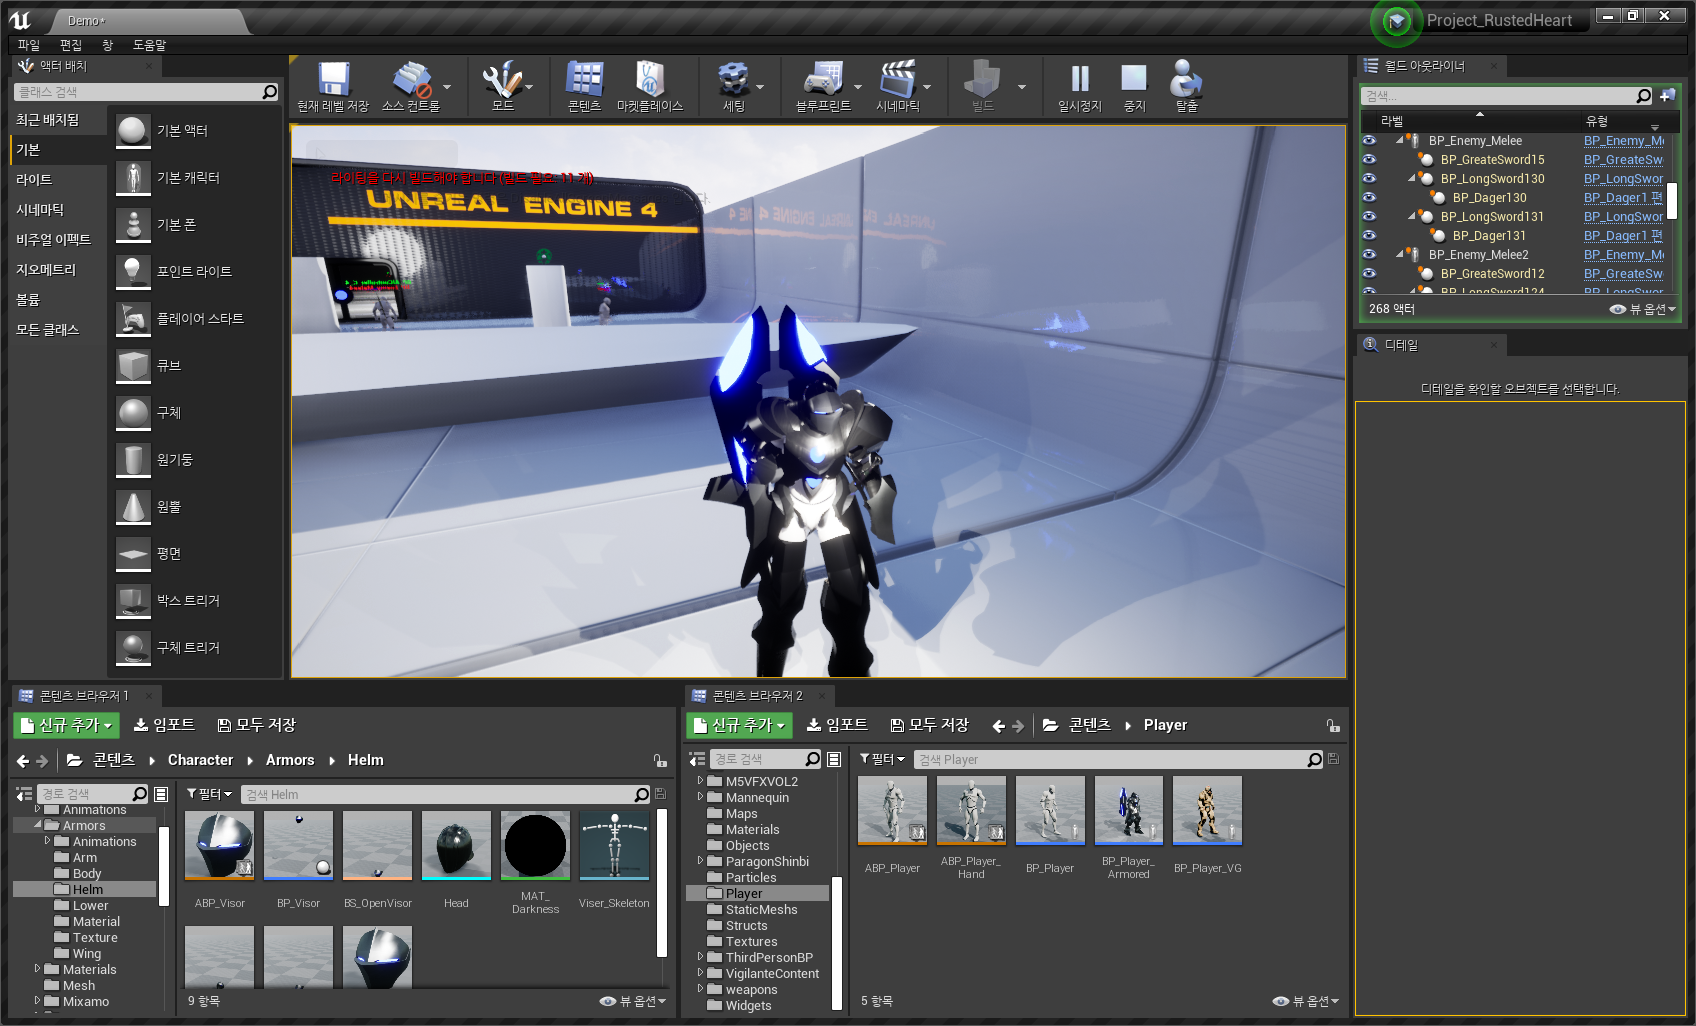 Demo*
Project_RustedHeart
파일
편집
창
도움말
액터 배치
클래스 검색
최근 배치됨
기본
라이트
시네마틱
비주얼 이펙트
지오메트리
볼륨
모든 클래스
기본 액터
기본 캐릭터
기본 폰
포인트 라이트
플레이어 스타트
큐브
구체
원기둥
원뿔
평면
박스 트리거
구체 트리거
현재 레벨 저장
소스 컨트롤
모드
콘텐츠
마켓플레이스
세팅
블루프린트
시네마틱
빌드
일시정지
중지
탈출
라이팅을 다시 빌드해야 합니다 (빌드 필요: 11 개)
UNREAL ENGINE 4
월드 아웃라이너
검색...
라벨
유형
BP_Enemy_Melee
BP_Enemy_Me
BP_GreateSword15
BP_GreateSw
BP_LongSword130
BP_LongSwor
BP_Dager130
BP_Dager1 편
BP_LongSword131
BP_LongSwor
BP_Dager131
BP_Dager1 편
BP_Enemy_Melee2
BP_Enemy_Me
BP_GreateSword12
BP_GreateSw
BP_LongSword124
BP_LongSwor
268 액터
뷰 옵션
디테일
디테일을 확인할 오브젝트를 선택합니다.
콘텐츠 브라우저 1
신규 추가
임포트
모두 저장
콘텐츠
Character
Armors
Helm
경로 검색
필터
검색 Helm
Animations
Armors
Animations
Arm
Body
Helm
Lower
Material
Texture
Wing
Materials
Mesh
Mixamo
ABP_Visor
BP_Visor
BS_OpenVisor
Head
MAT_
Darkness
Viser_Skeleton
9 항목
뷰 옵션
콘텐츠 브라우저 2
신규 추가
임포트
모두 저장
콘텐츠
Player
경로 검색
필터
검색 Player
M5VFXVOL2
Mannequin
Maps
Materials
Objects
ParagonShinbi
Particles
Player
StaticMeshs
Structs
Textures
ThirdPersonBP
VigilanteContent
weapons
Widgets
ABP_Player
ABP_Player_
Hand
BP_Player
BP_Player_
Armored
BP_Player_VG
5 항목
뷰 옵션